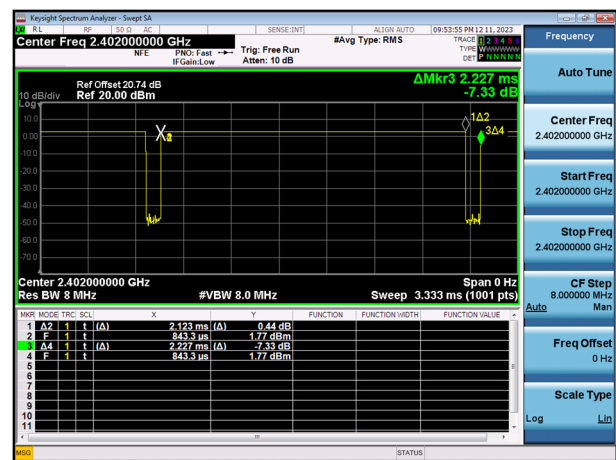 Keysight Spectrum Analyzer - Swept SA
RL RF 50 Ω AC SENSE:INT ALIGN AUTO 09:53:55 PM 12 11, 2023
Center Freq 2.402000000 GHz #Avg Type: RMS TRACE 1 2 3 4 5 6
NFE PNO: Fast Trig: Free Run TYPE WWWWWW
IFGain:Low Atten: 10 dB DET P N N N N N
Ref Offset 20.74 dB ΔMkr3 2.227 ms
10 dB/div Ref 20.00 dBm -7.33 dB
Log
10.0
0.00
-10.0
-20.0
-30.0
-40.0
-50.0
-60.0
-70.0
1Δ2
3Δ4
Center 2.402000000 GHz Span 0 Hz
Res BW 8 MHz #VBW 8.0 MHz Sweep 3.333 ms (1001 pts)
MKR MODE TRC SCL X Y FUNCTION FUNCTION WIDTH FUNCTION VALUE
1 Δ2 1 t (Δ) 2.123 ms (Δ) 0.44 dB
2 F 1 t 843.3 µs 1.77 dBm
3 Δ4 1 t (Δ) 2.227 ms (Δ) -7.33 dB
4 F 1 t 843.3 µs 1.77 dBm
5
6
7
8
9
10
11
MSG STATUS
Frequency
Auto Tune
Center Freq
2.402000000 GHz
Start Freq
2.402000000 GHz
Stop Freq
2.402000000 GHz
CF Step
8.000000 MHz
Auto Man
Freq Offset
0 Hz
Scale Type
Log Lin